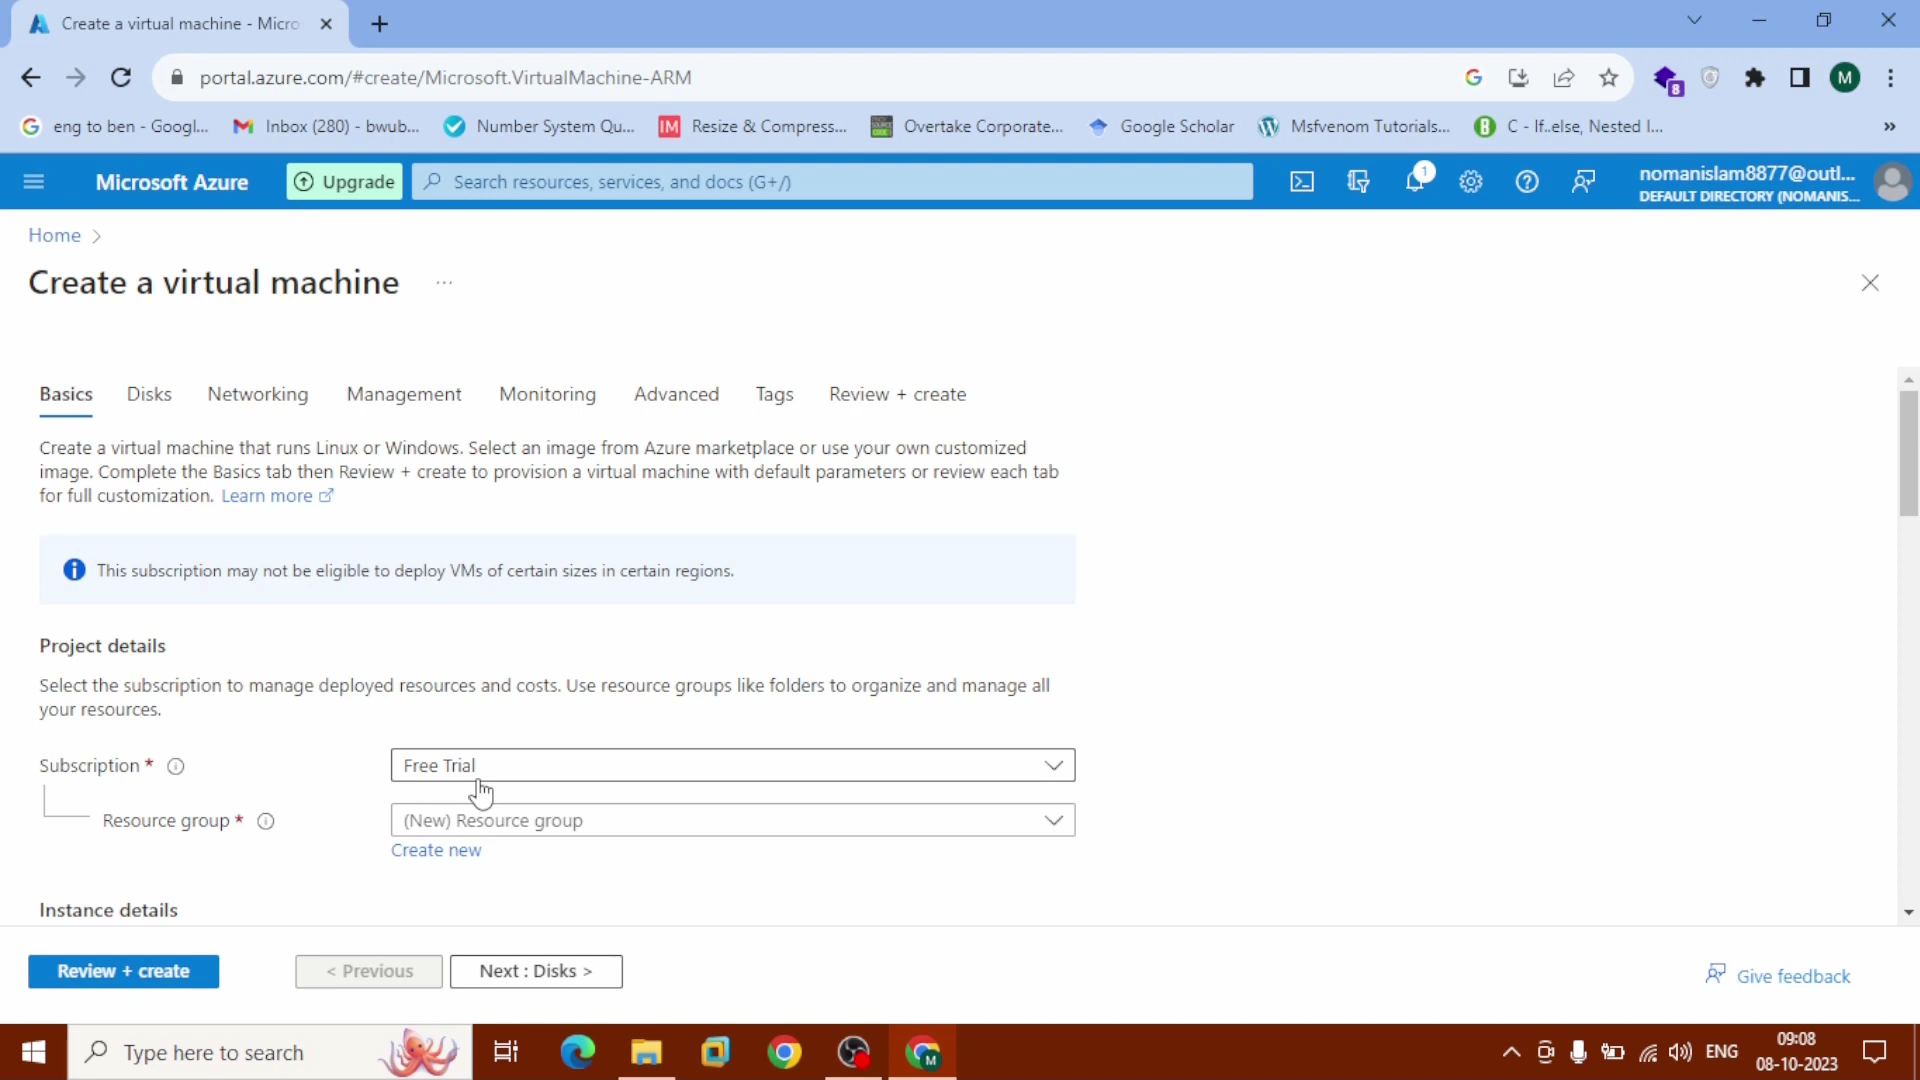 Create a virtual machine - Micro
portal.azure.com/#create/Microsoft.VirtualMachine-ARM
8
M
eng to ben - Googl...
Inbox (280) - bwub...
Number System Qu...
IM
Resize & Compress...
Overtake Corporate...
Google Scholar
Msfvenom Tutorials...
C - If..else, Nested I...
»
Microsoft Azure
Upgrade
Search resources, services, and docs (G+/)
1
nomanislam8877@outl...
DEFAULT DIRECTORY (NOMANIS...
Home >
Create a virtual machine ...
Basics
Disks
Networking
Management
Monitoring
Advanced
Tags
Review + create
Create a virtual machine that runs Linux or Windows. Select an image from Azure marketplace or use your own customized
image. Complete the Basics tab then Review + create to provision a virtual machine with default parameters or review each tab
for full customization. Learn more
This subscription may not be eligible to deploy VMs of certain sizes in certain regions.
Project details
Select the subscription to manage deployed resources and costs. Use resource groups like folders to organize and manage all
your resources.
Subscription *
Free Trial
Resource group *
(New) Resource group
Create new
Instance details
Review + create
< Previous
Next : Disks >
Give feedback
Type here to search
M
ENG
09:08
08-10-2023